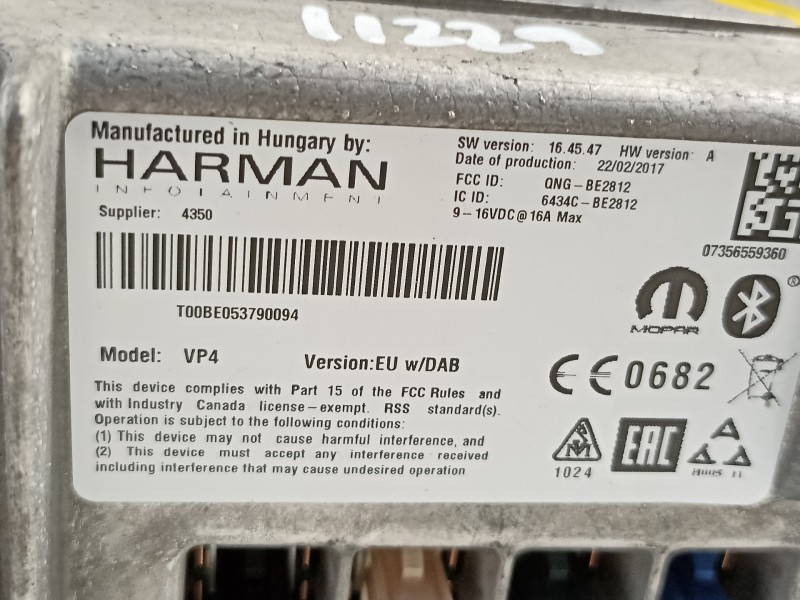 11225
Manufactured in Hungary by:
HARMAN
INFOTAINMENT
Supplier: 4350
SW version: 16.45.47 HW version: A
Date of production: 22/02/2017
FCC ID: QNG-BE2812
IC ID: 6434C-BE2812
9-16VDC@16A Max
07356559360
T00BE053790094
MOPAR
®
Model: VP4
Version:EU w/DAB
CE 0682
This device complies with Part 15 of the FCC Rules and
with Industry Canada license-exempt. RSS standard(s).
Operation is subject to the following conditions:
(1) This device may not cause harmful interference, and
(2) This device must accept any interference received
including interference that may cause undesired operation
1024
EAC